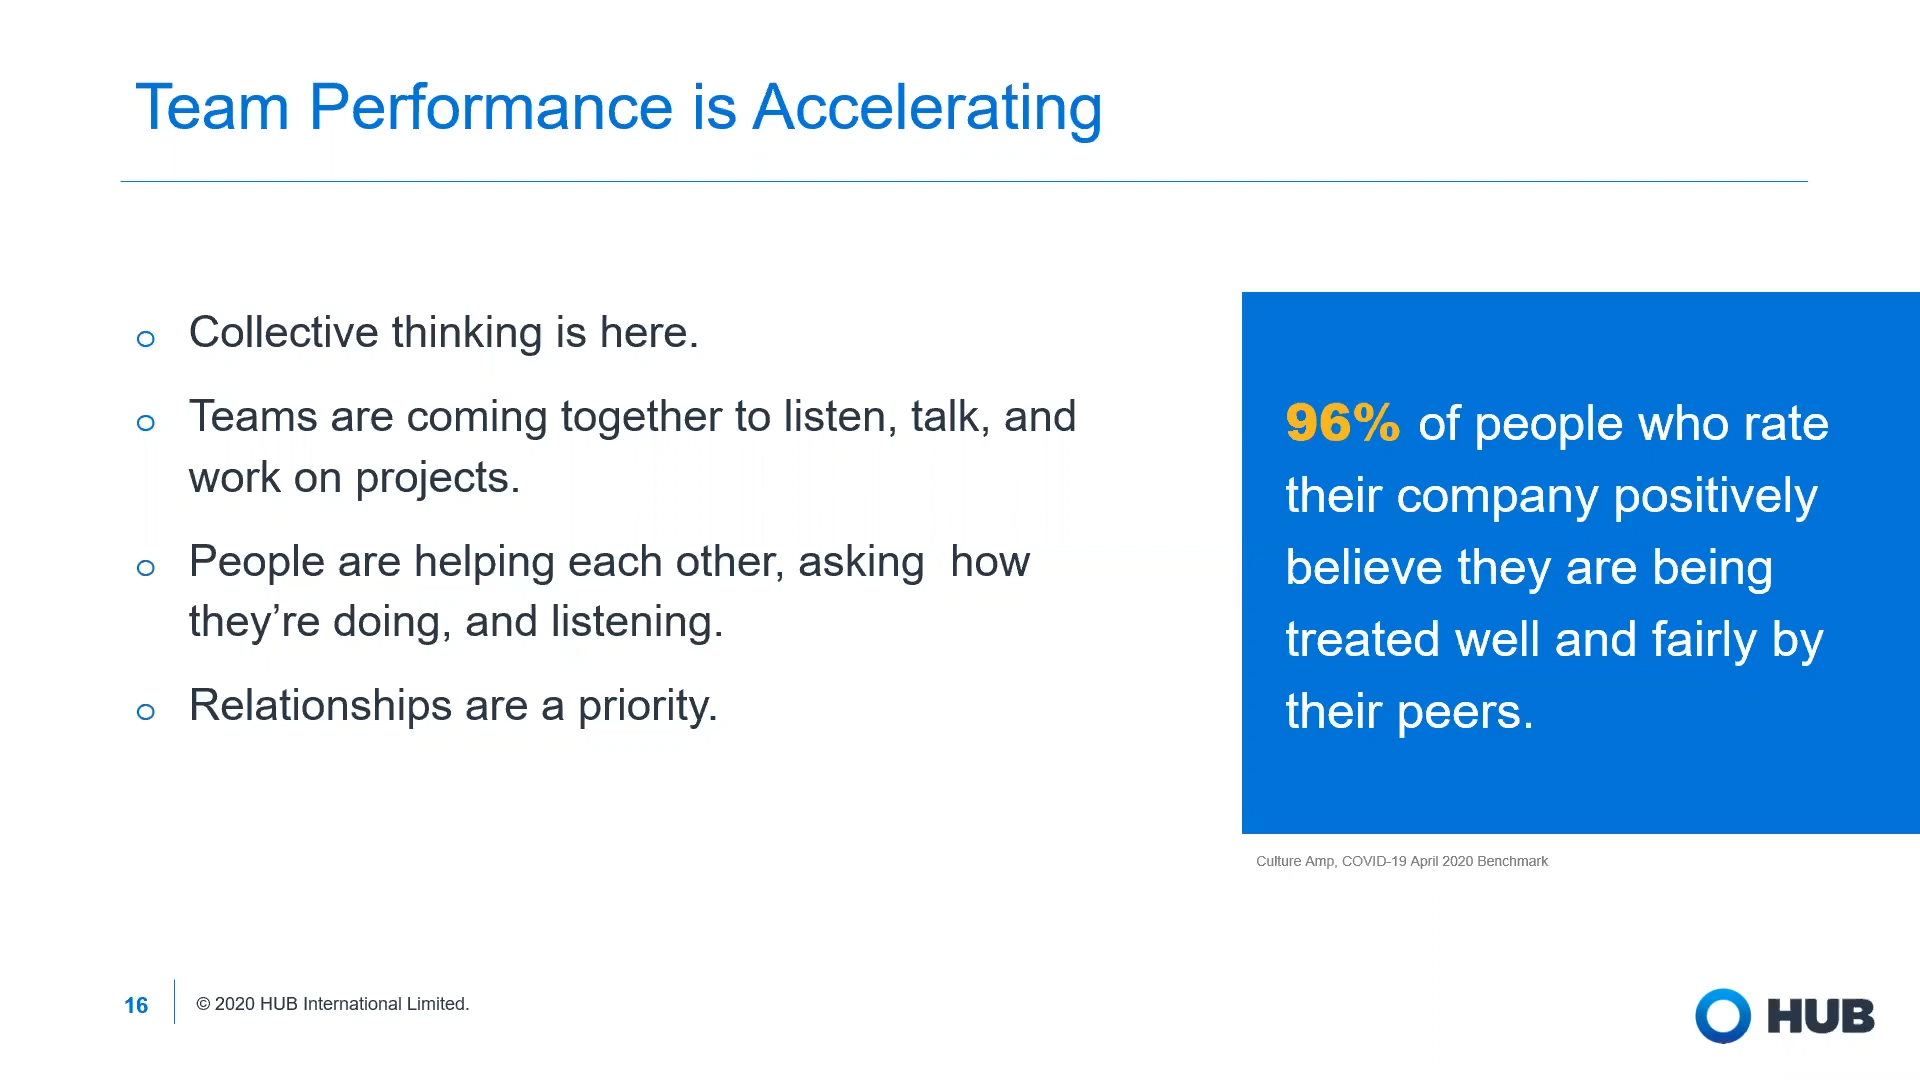 Team Performance is Accelerating
Collective thinking is here.
Teams are coming together to listen, talk, and
work on projects.
People are helping each other, asking  how
they’re doing, and listening.
Relationships are a priority.
96% of people who rate
their company positively
believe they are being
treated well and fairly by
their peers.
Culture Amp, COVID-19 April 2020 Benchmark
16
© 2020 HUB International Limited.
HUB